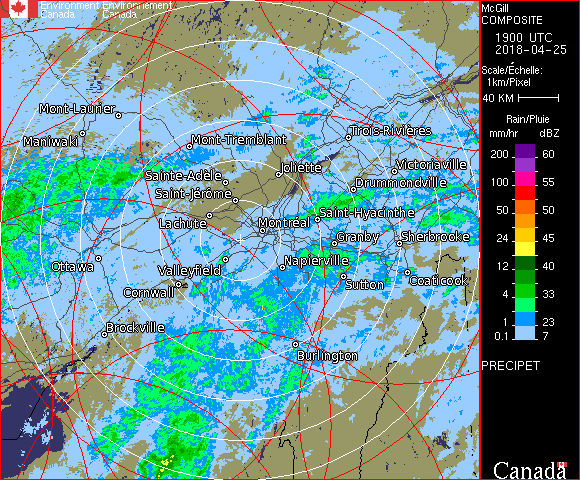 Environment Environnement
Canada Canada
McGill
COMPOSITE
1900 UTC
2018-04-25
Scale/Échelle:
1km/Pixel
40 KM
Rain/Pluie
mm/hr dBZ
200 60
100 55
50 50
24 45
12 40
4 33
1 23
0.1 7
PRECIPET
Canada
Mont-Laurier
Maniwaki
Mont-Tremblant
Trois-Rivières
Joliette
Victoriaville
Sainte-Adèle
Drummondville
Saint-Jérôme
Saint-Hyacinthe
Lachute
Montréal
Granby
Sherbrooke
Ottawa
Napierville
Valleyfield
Coaticook
Sutton
Cornwall
Brockville
Burlington